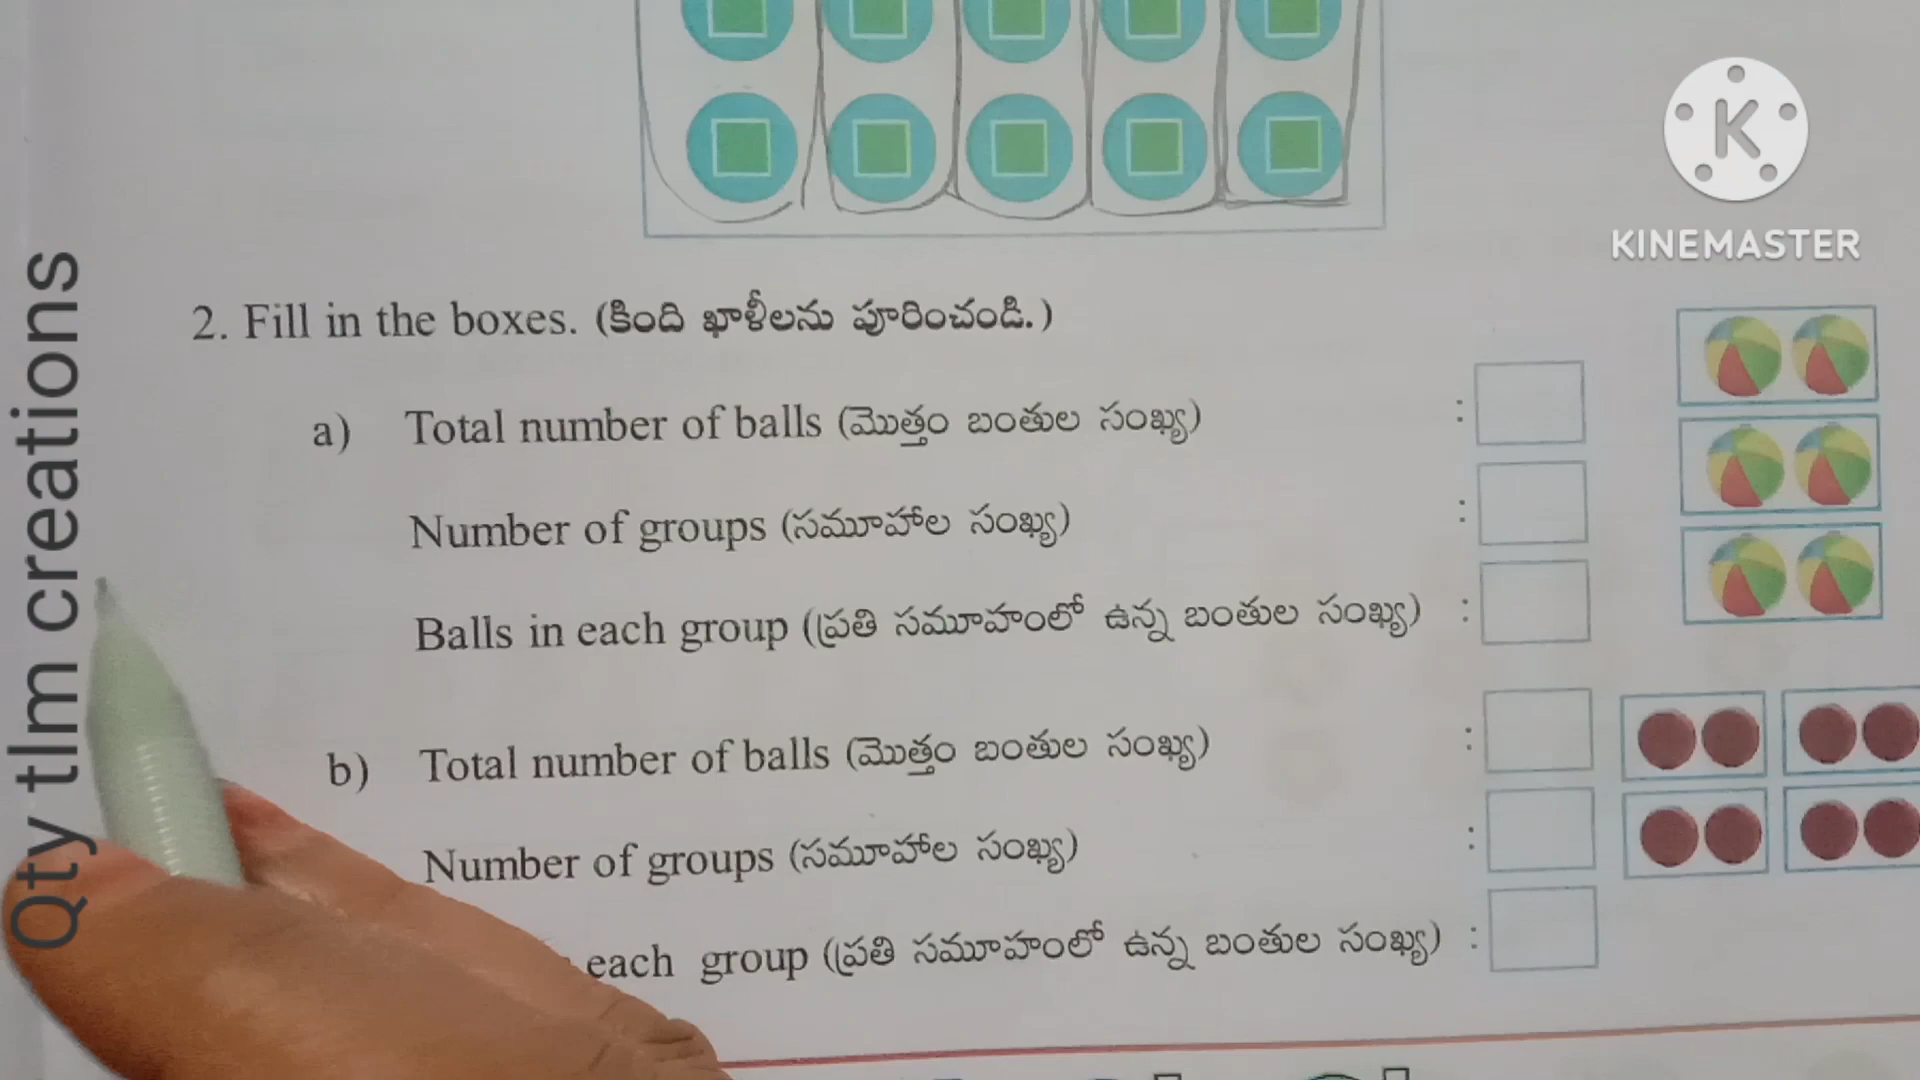 K
KINEMASTER
Qty tlm creations
2. Fill in the boxes. (కింది ఖాళీలను పూరించండి.)
a) Total number of balls (మొత్తం బంతుల సంఖ్య) :
Number of groups (సమూహాల సంఖ్య) :
Balls in each group (ప్రతి సమూహంలో ఉన్న బంతుల సంఖ్య) :
b) Total number of balls (మొత్తం బంతుల సంఖ్య) :
Number of groups (సమూహాల సంఖ్య) :
each group (ప్రతి సమూహంలో ఉన్న బంతుల సంఖ్య) :